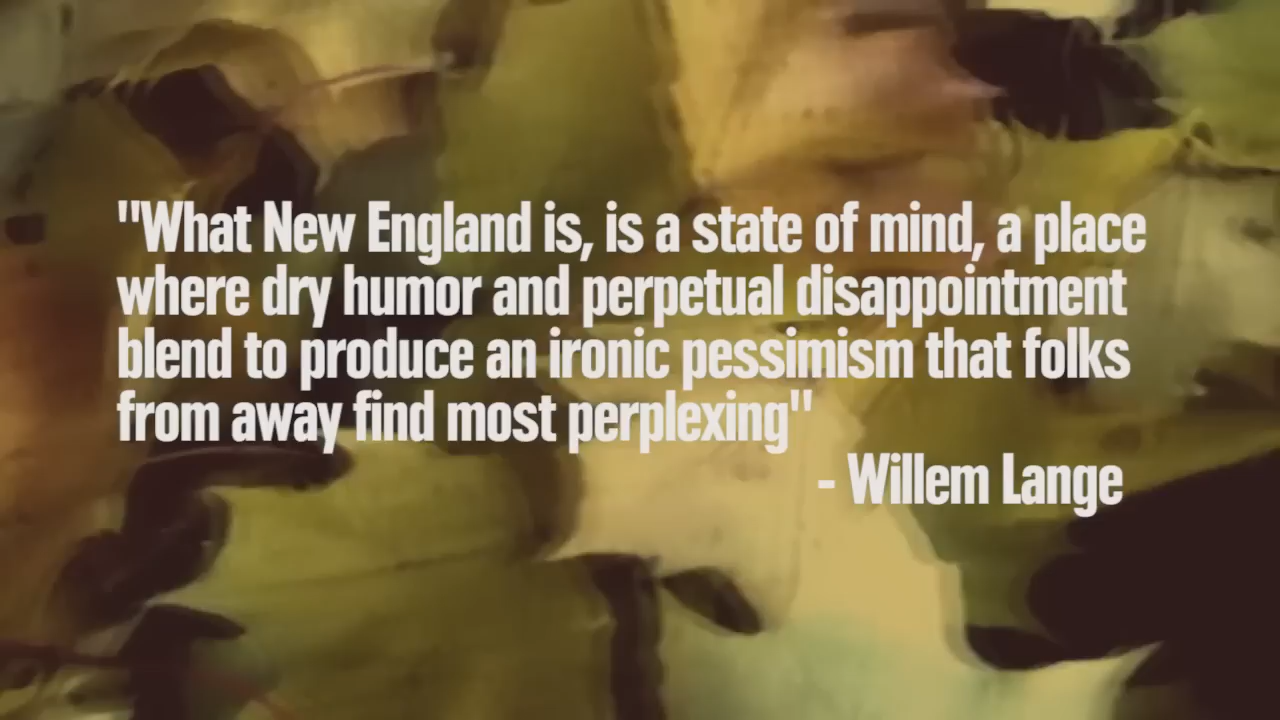 "What New England is, is a state of mind, a place
where dry humor and perpetual disappointment
blend to produce an ironic pessimism that folks
from away find most perplexing"
- Willem Lange